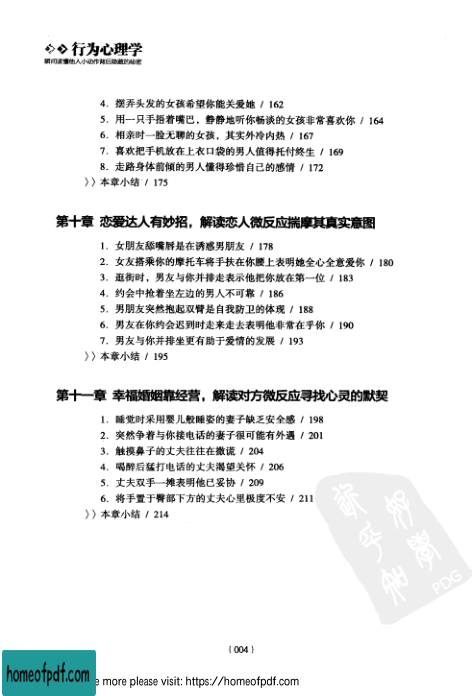 行为心理学
瞬间读懂他人小动作背后隐藏的秘密
4. 摆弄头发的女孩希望你能关爱她 / 162
5. 用一只手捂着嘴巴，静静地听你畅谈的女孩非常喜欢你 / 164
6. 相亲时一脸无聊的女孩，其实外冷内热 / 167
7. 喜欢把手机放在上衣口袋的男人值得托付终生 / 169
8. 走路身体前倾的男人懂得珍惜自己的感情 / 172
》〉本章小结 / 175
第十章 恋爱达人有妙招，解读恋人微反应揣摩其真实意图
1. 女朋友舔嘴唇是在诱惑男朋友 / 178
2. 女友搭乘你的摩托车将手扶在你腰上表明她全心全意爱你 / 180
3. 逛街时，男友与你并排走表示他把你放在第一位 / 183
4. 约会中抢着坐左边的男人不可靠 / 186
5. 男朋友突然抱起双臂是自我防卫的体现 / 188
6. 男友在你约会迟到时走来走去表明他非常在乎你 / 190
7. 男友与你并排坐更有助于爱情的发展 / 193
》〉本章小结 / 195
第十一章 幸福婚姻靠经营，解读对方微反应寻找心灵的默契
1. 睡觉时采用婴儿般睡姿的妻子缺乏安全感 / 198
2. 突然争着与你接电话的妻子很可能有外遇 / 201
3. 触摸鼻子的丈夫往往在撒谎 / 204
4. 喝醉后猛打电话的丈夫渴望关怀 / 206
5. 丈夫双手一摊表明他已妥协 / 209
6. 将手置于臀部下方的丈夫心里极度不安 / 211
》〉本章小结 / 214
PDG
{ 004 }
homeofpdf.com
e more please visit: https://homeofpdf.com